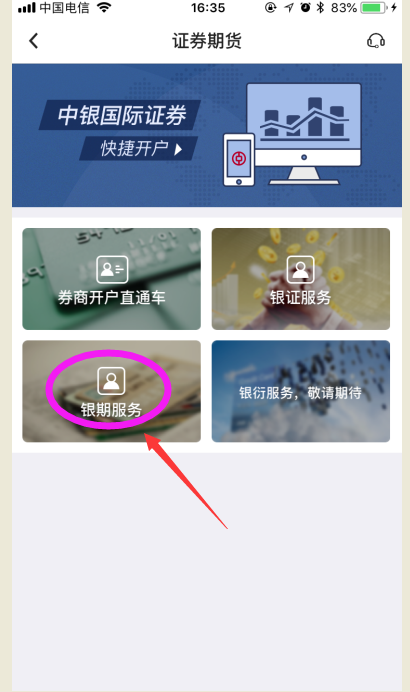 中国电信 16:35 83%
证券期货
中银国际证券
快捷开户
券商开户直通车
银证服务
银期服务
银衍服务，敬请期待